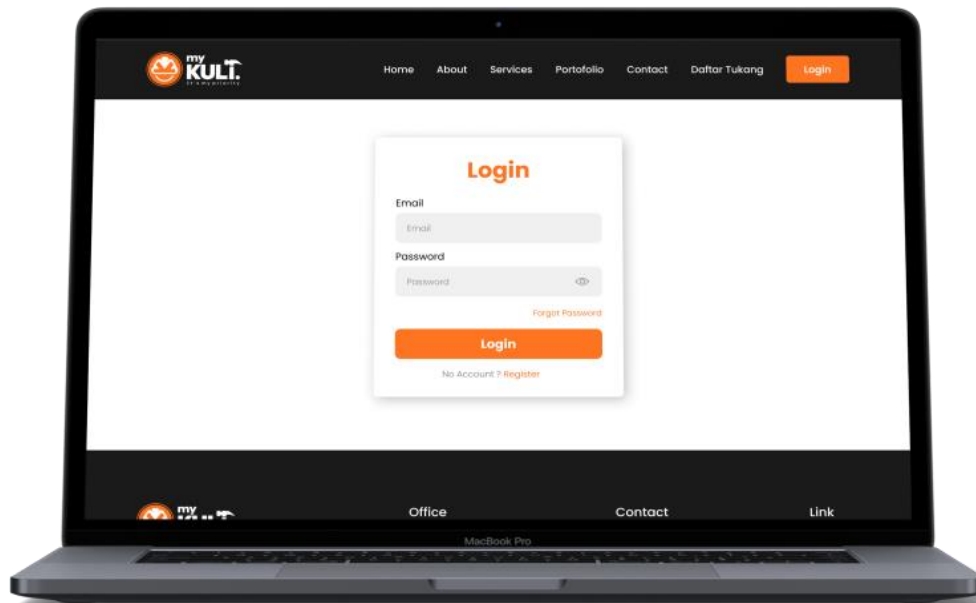 my
KULT.
Home About Services Portofolio Contact Daftar Tukang Login
Login
Email
Email
Password
Password
Forgot Password
Login
No Account ? Register
my
Office Contact Link
MacBook Pro